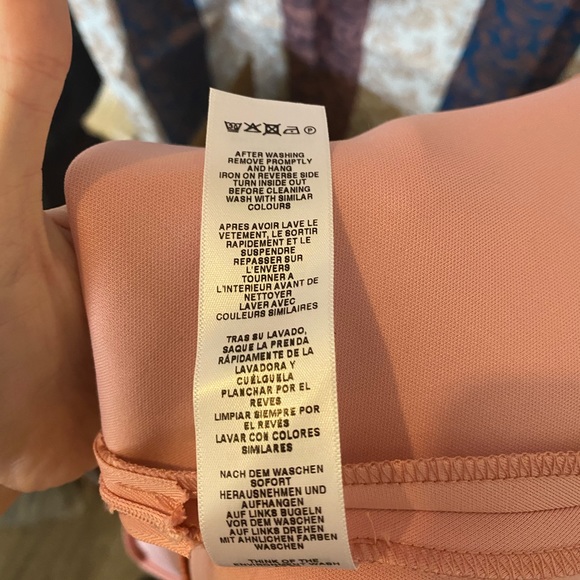 AFTER WASHING
REMOVE PROMPTLY
AND HANG
IRON ON REVERSE SIDE
TURN INSIDE OUT
BEFORE CLEANING
WASH WITH SIMILAR
COLOURS
APRES AVOIR LAVE LE
VETEMENT, LE SORTIR
RAPIDEMENT ET LE
SUSPENDRE
REPASSER SUR
L'ENVERS
TOURNER A
L'INTERIEUR AVANT DE
NETTOYER
LAVER AVEC
COULEURS SIMILAIRES
TRAS SU LAVADO,
SAQUE LA PRENDA
RÁPIDAMENTE DE LA
LAVADORA Y
CUÉLGUELA
PLANCHAR POR EL
REVES
LIMPIAR SIEMPRE POR
EL REVÉS
LAVAR CON COLORES
SIMILARES
NACH DEM WASCHEN
SOFORT
HERAUSNEHMEN UND
AUFHANGEN
AUF LINKS BUGELN
VOR DEM WASCHEN
AUF LINKS DREHEN
MIT AHNLICHEN FARBEN
WASCHEN
THINK OF THE